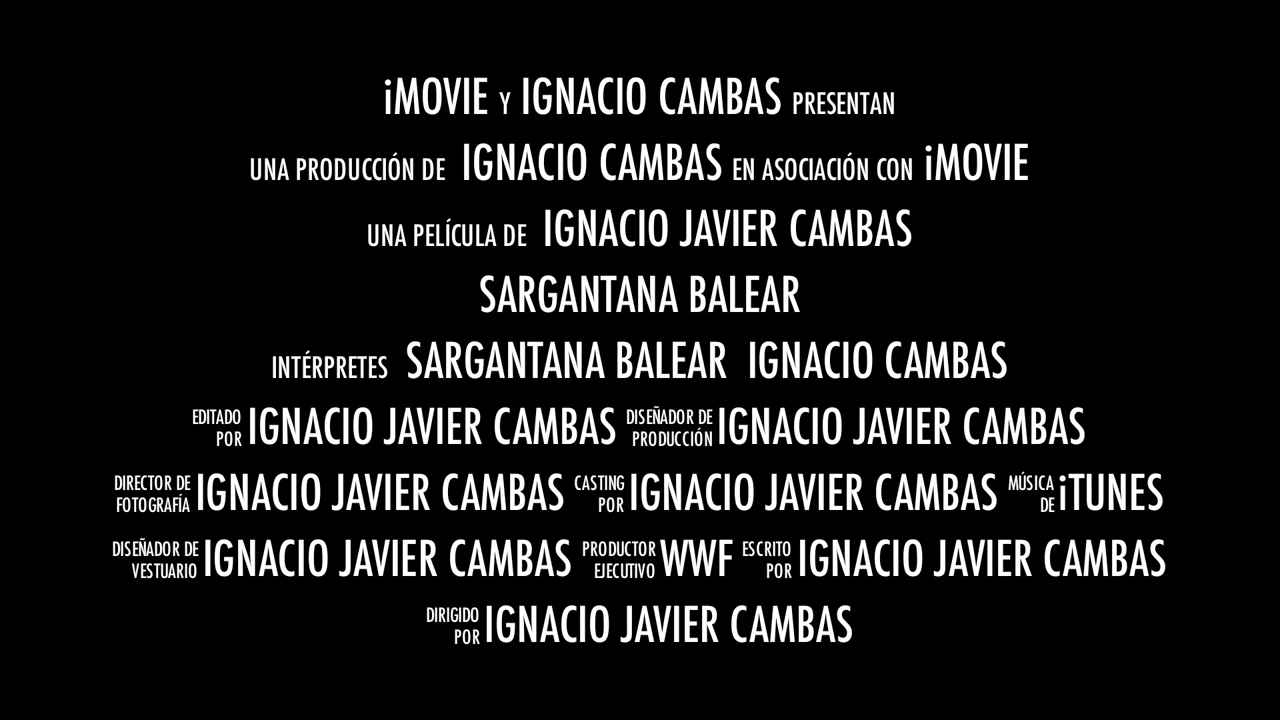 iMOVIE Y IGNACIO CAMBAS PRESENTAN
UNA PRODUCCIÓN DE IGNACIO CAMBAS EN ASOCIACIÓN CON iMOVIE
UNA PELÍCULA DE IGNACIO JAVIER CAMBAS
SARGANTANA BALEAR
INTÉRPRETES SARGANTANA BALEAR IGNACIO CAMBAS
EDITADO POR IGNACIO JAVIER CAMBAS DISEÑADOR DE PRODUCCIÓN IGNACIO JAVIER CAMBAS
DIRECTOR DE FOTOGRAFÍA IGNACIO JAVIER CAMBAS CASTING POR IGNACIO JAVIER CAMBAS MÚSICA DE iTUNES
DISEÑADOR DE VESTUARIO IGNACIO JAVIER CAMBAS PRODUCTOR EJECUTIVO WWF ESCRITO POR IGNACIO JAVIER CAMBAS
DIRIGIDO POR IGNACIO JAVIER CAMBAS